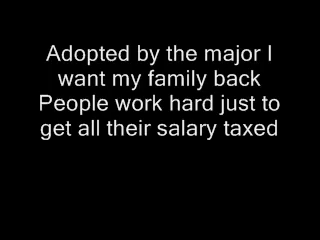 Adopted by the major I
want my family back
People work hard just to
get all their salary taxed